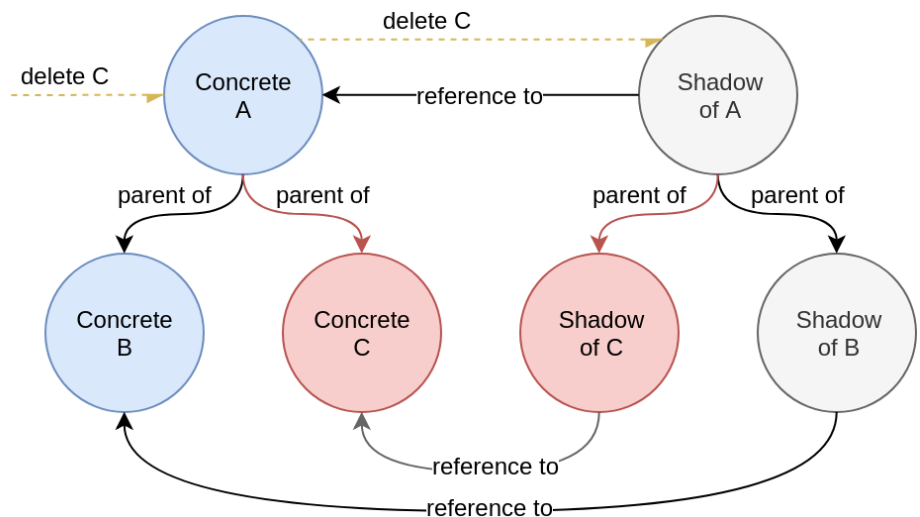 delete C
delete C
Concrete
A
reference to
Shadow
of A
parent of
parent of
parent of
parent of
Concrete
B
Concrete
C
Shadow
of C
Shadow
of B
reference to
reference to